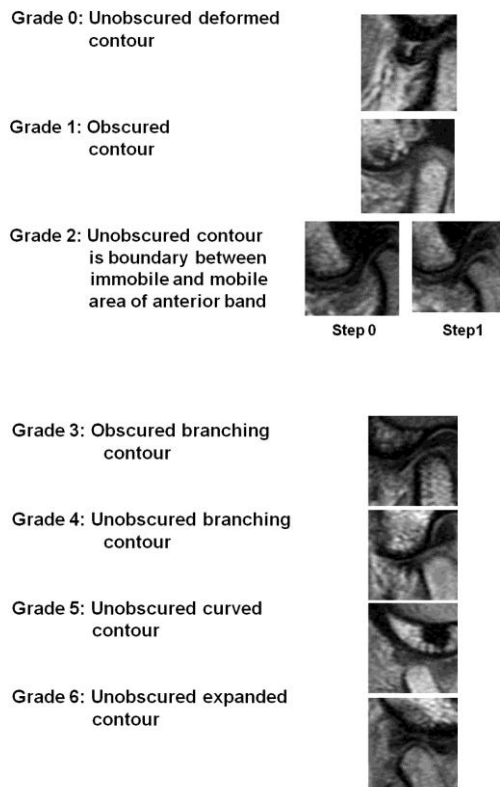 Grade 0: Unobscured deformed
contour
Grade 1: Obscured
contour
Grade 2: Unobscured contour
is boundary between
immobile and mobile
area of anterior band
Step 0 Step1
Grade 3: Obscured branching
contour
Grade 4: Unobscured branching
contour
Grade 5: Unobscured curved
contour
Grade 6: Unobscured expanded
contour